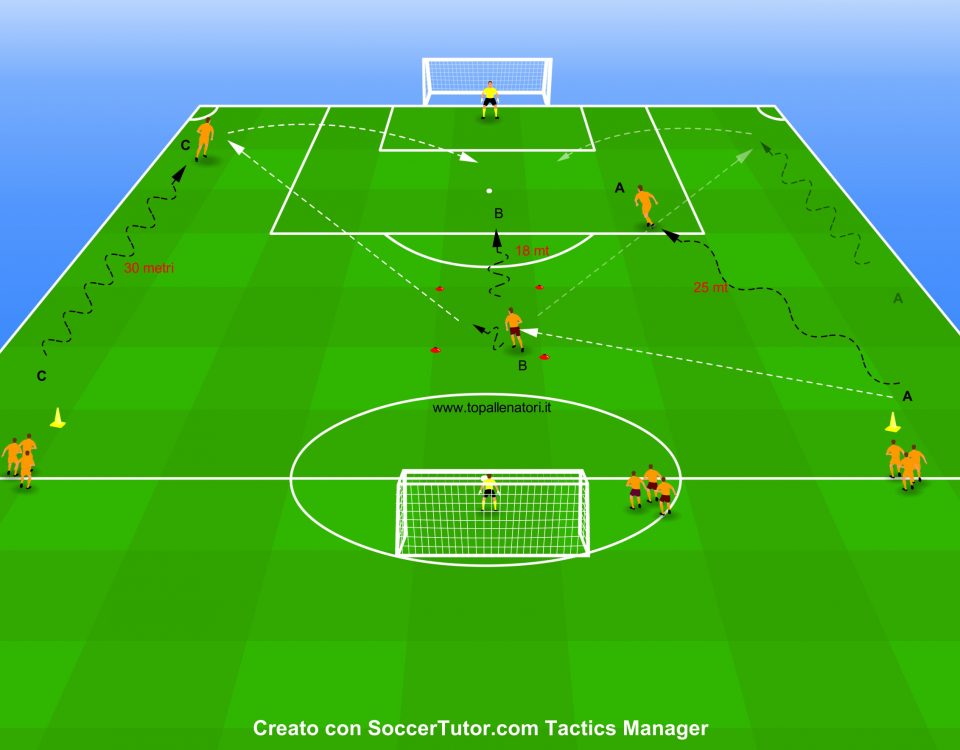 C
A
B
18 mt
30 metri
25 mt
A
B
C
A
www.topallenatori.it
Creato con SoccerTutor.com Tactics Manager